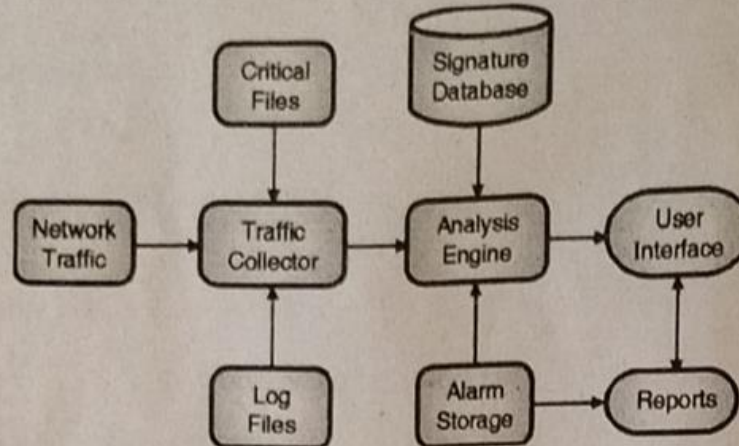 Critical
Files
Signature
Database
Network
Traffic
Traffic
Collector
Analysis
Engine
User
Interface
Log
Files
Alarm
Storage
Reports